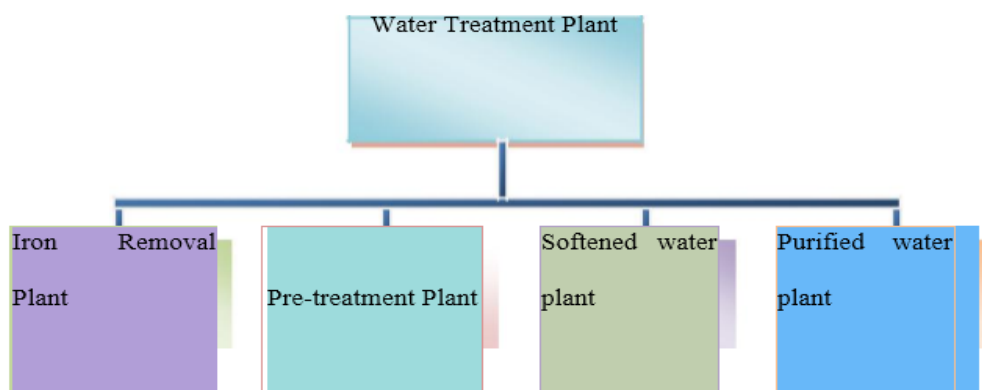 Water Treatment Plant
Iron Removal
Plant
Pre-treatment Plant
Softened water
plant
Purified water
plant